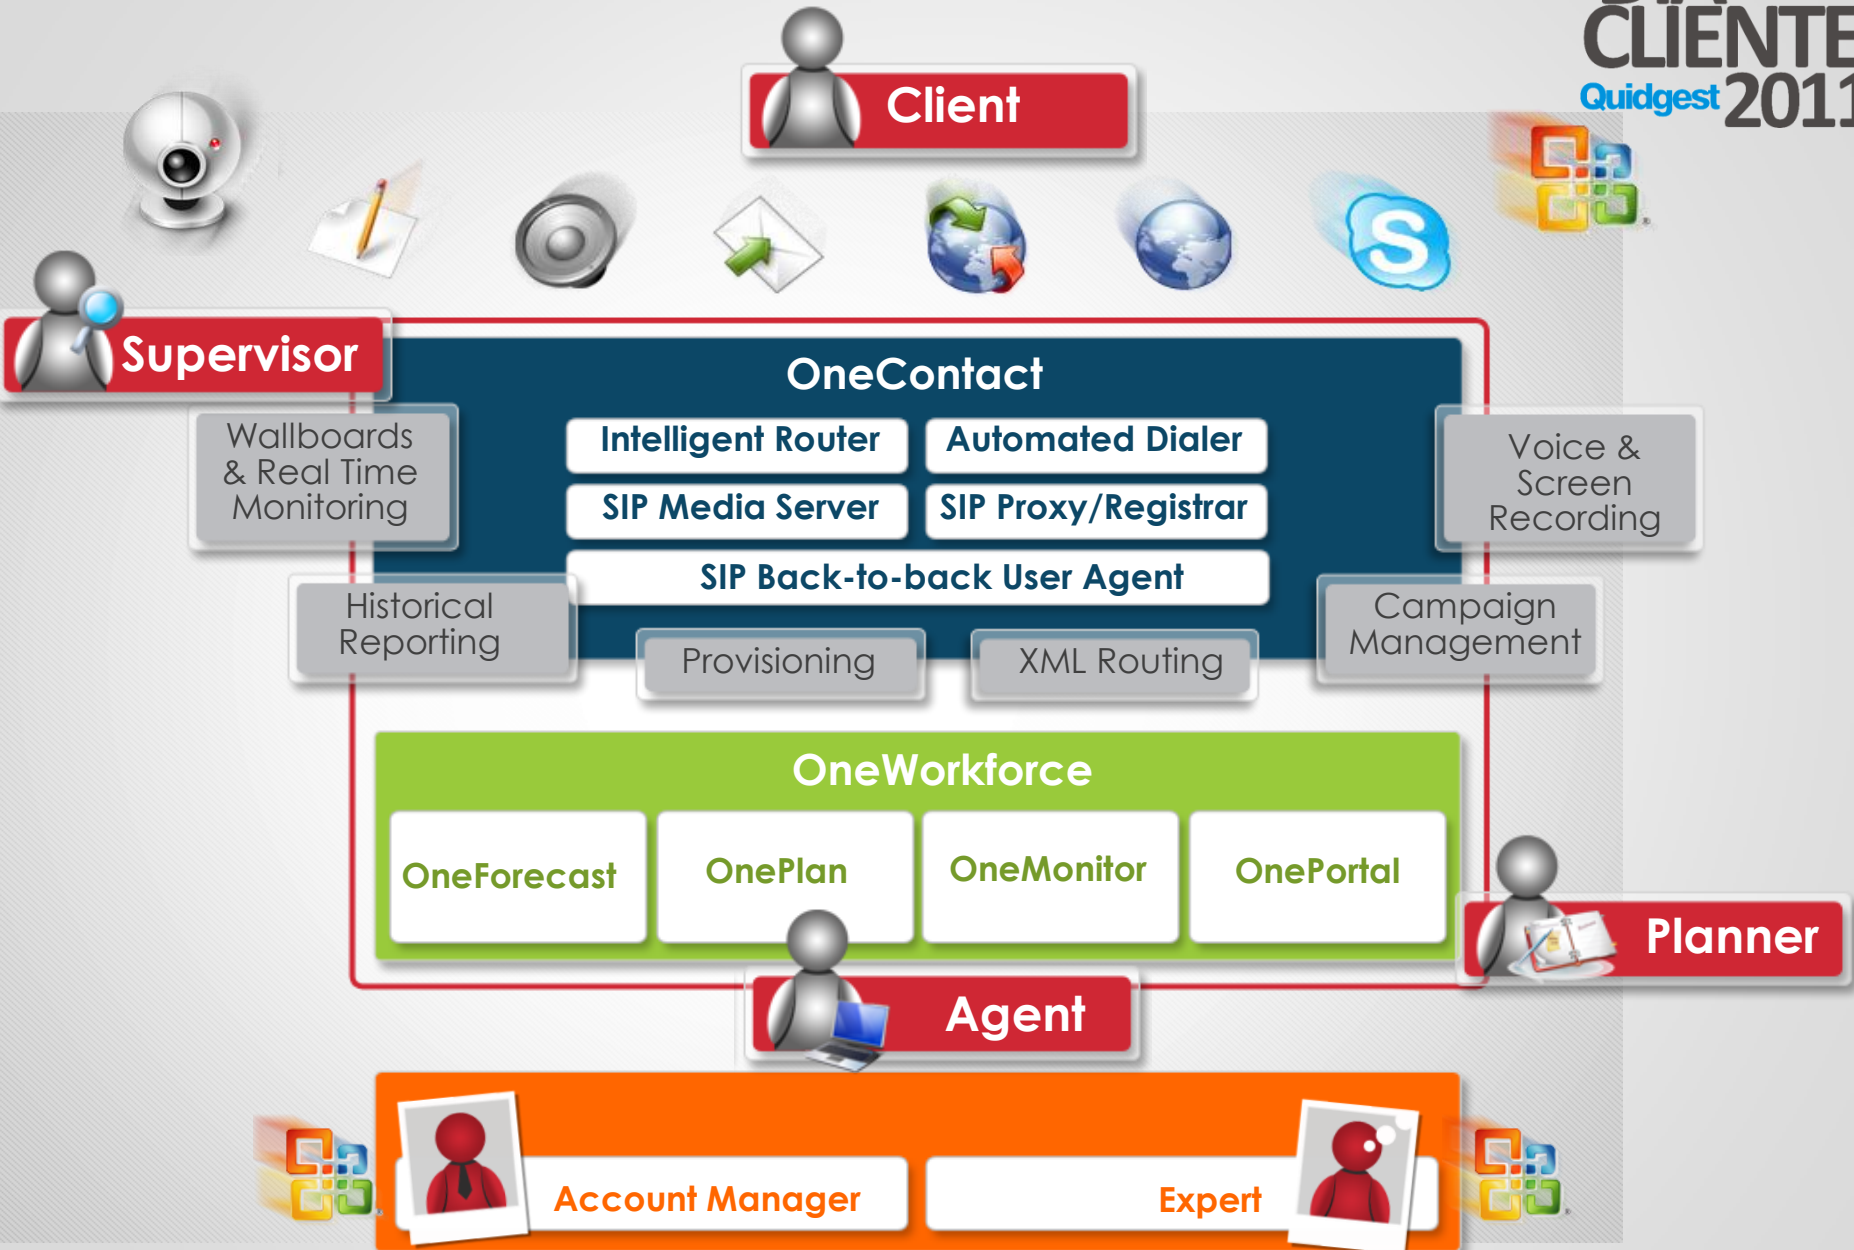 CLIENTE
Quidgest 2011
Client
Supervisor
OneContact
Wallboards
& Real Time
Monitoring
Intelligent Router
Automated Dialer
SIP Media Server
SIP Proxy/Registrar
SIP Back-to-back User Agent
Voice &
Screen
Recording
Historical
Reporting
Provisioning
XML Routing
Campaign
Management
OneWorkforce
OneForecast
OnePlan
OneMonitor
OnePortal
Planner
Agent
Account Manager
Expert